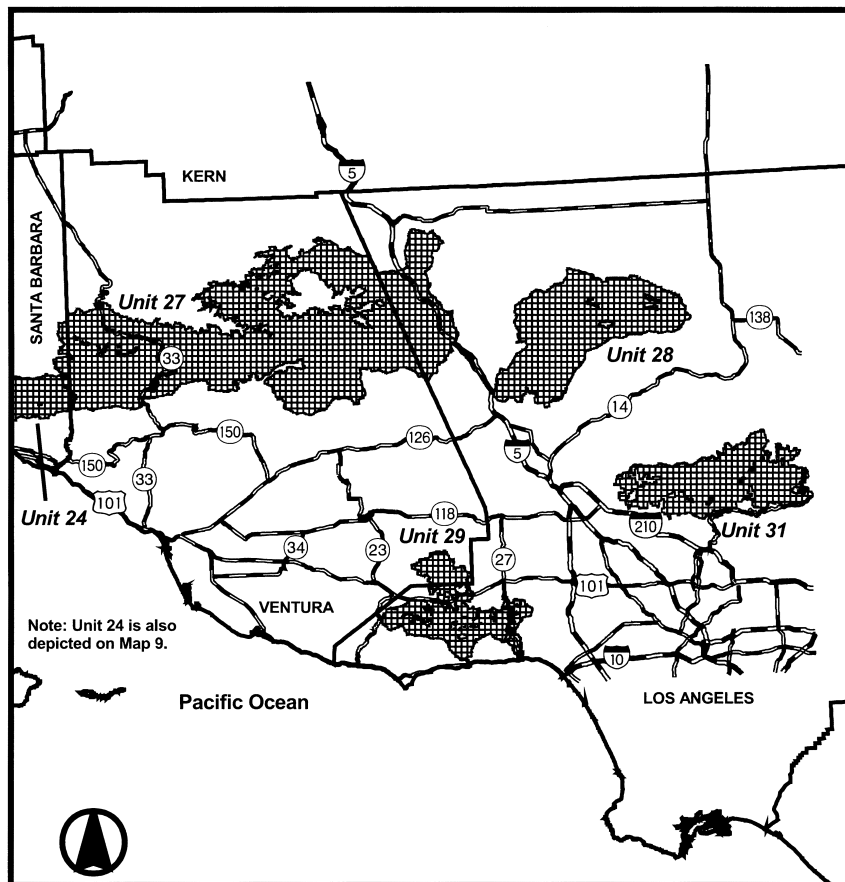 5
KERN
SANTA BARBARA
Unit 27
138
Unit 28
33
14
150
126
150
5
33
101
Unit 24
118
210
Unit 31
Unit 29
34
23
27
101
VENTURA
Note: Unit 24 is also
depicted on Map 9.
10
Pacific Ocean
LOS ANGELES